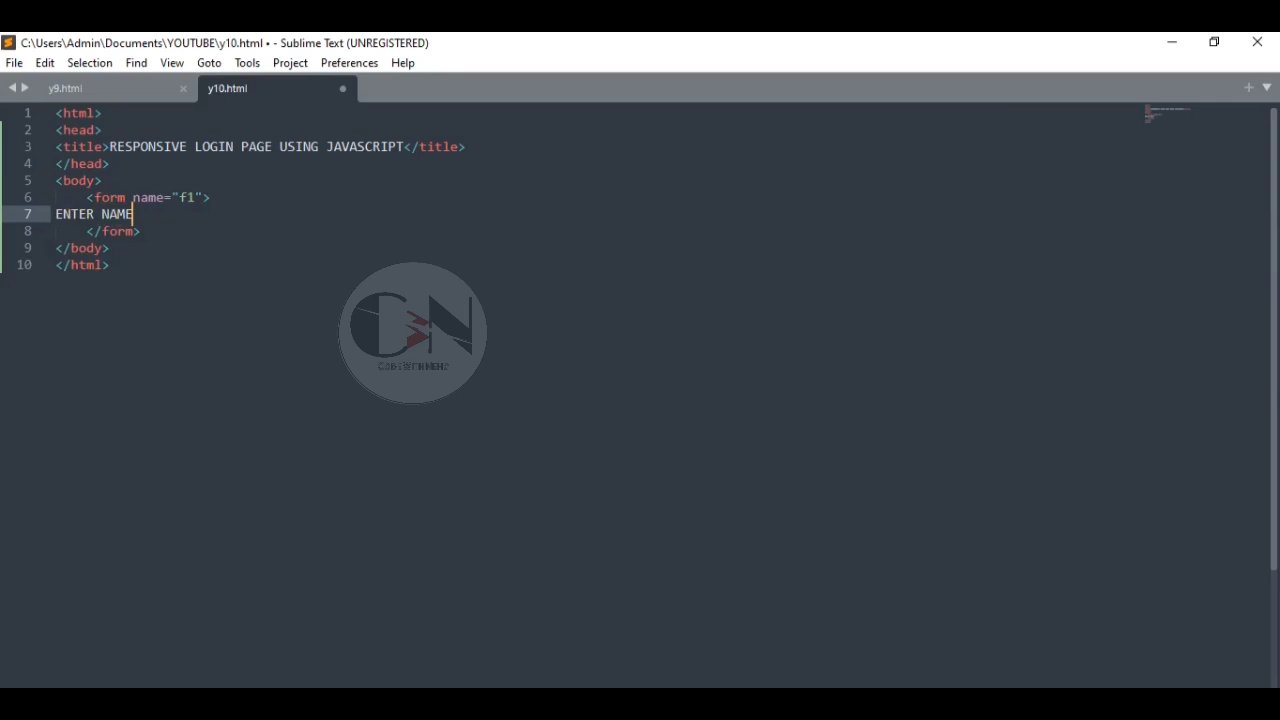 C:\Users\Admin\Documents\YOUTUBE\y10.html • - Sublime Text (UNREGISTERED)
File Edit Selection Find View Goto Tools Project Preferences Help
y9.html y10.html
1 <html>
2 <head>
3 <title>RESPONSIVE LOGIN PAGE USING JAVASCRIPT</title>
4 </head>
5 <body>
6 <form name="f1">
7 ENTER NAME
8 </form>
9 </body>
10 </html>